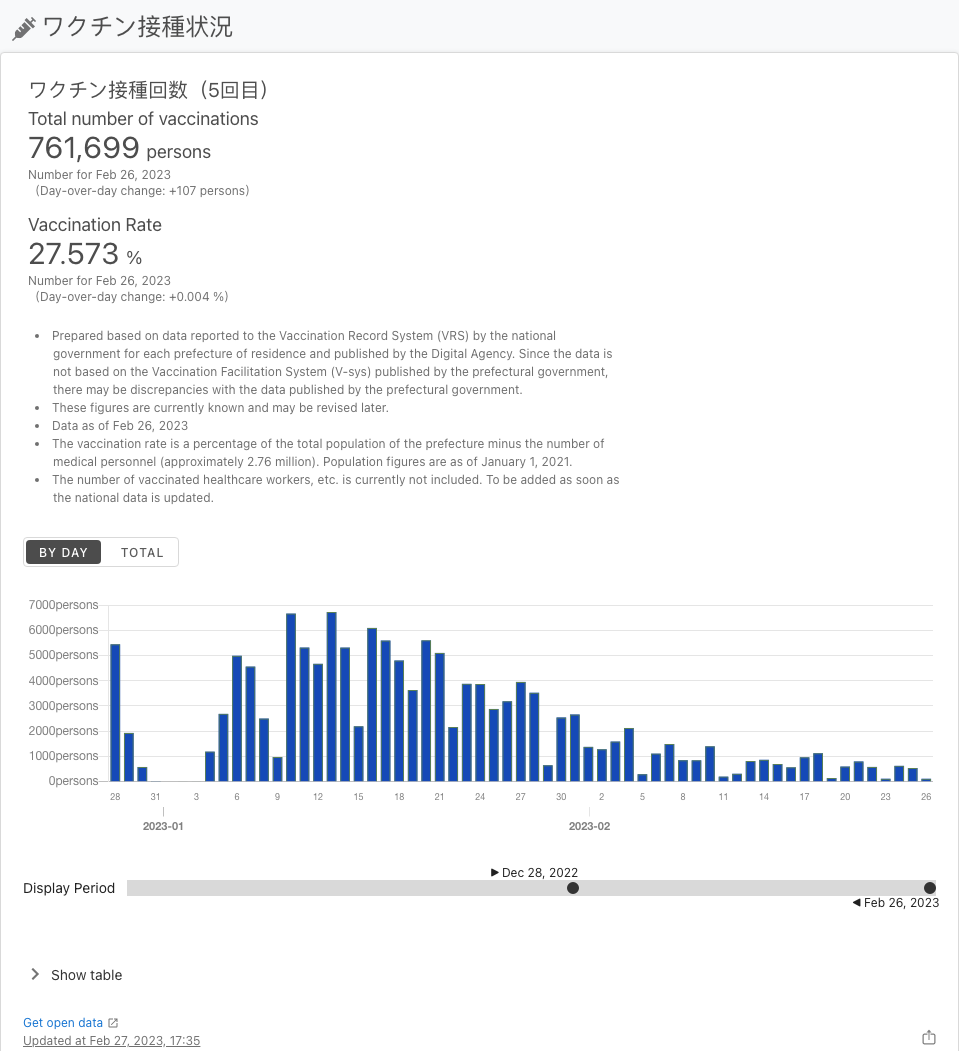 ワクチン接種状況
ワクチン接種回数（5回目）
Total number of vaccinations
761,699 persons
Number for Feb 26, 2023
（Day-over-day change: +107 persons）
Vaccination Rate
27.573 %
Number for Feb 26, 2023
（Day-over-day change: +0.004 %）
• Prepared based on data reported to the Vaccination Record System (VRS) by the national
government for each prefecture of residence and published by the Digital Agency. Since the data is
not based on the Vaccination Facilitation System (V-sys) published by the prefectural government,
there may be discrepancies with the data published by the prefectural government.
• These figures are currently known and may be revised later.
• Data as of Feb 26, 2023
• The vaccination rate is a percentage of the total population of the prefecture minus the number of
medical personnel (approximately 2.76 million). Population figures are as of January 1, 2021.
• The number of vaccinated healthcare workers, etc. is currently not included. To be added as soon as
the national data is updated.
BY DAY TOTAL
7000persons
6000persons
5000persons
4000persons
3000persons
2000persons
1000persons
0persons
28 31 3 6 9 12 15 18 21 24 27 30 2 5 8 11 14 17 20 23 26
2023-01 2023-02
Dec 28, 2022
Display Period
Feb 26, 2023
Show table
Get open data
Updated at Feb 27, 2023, 17:35